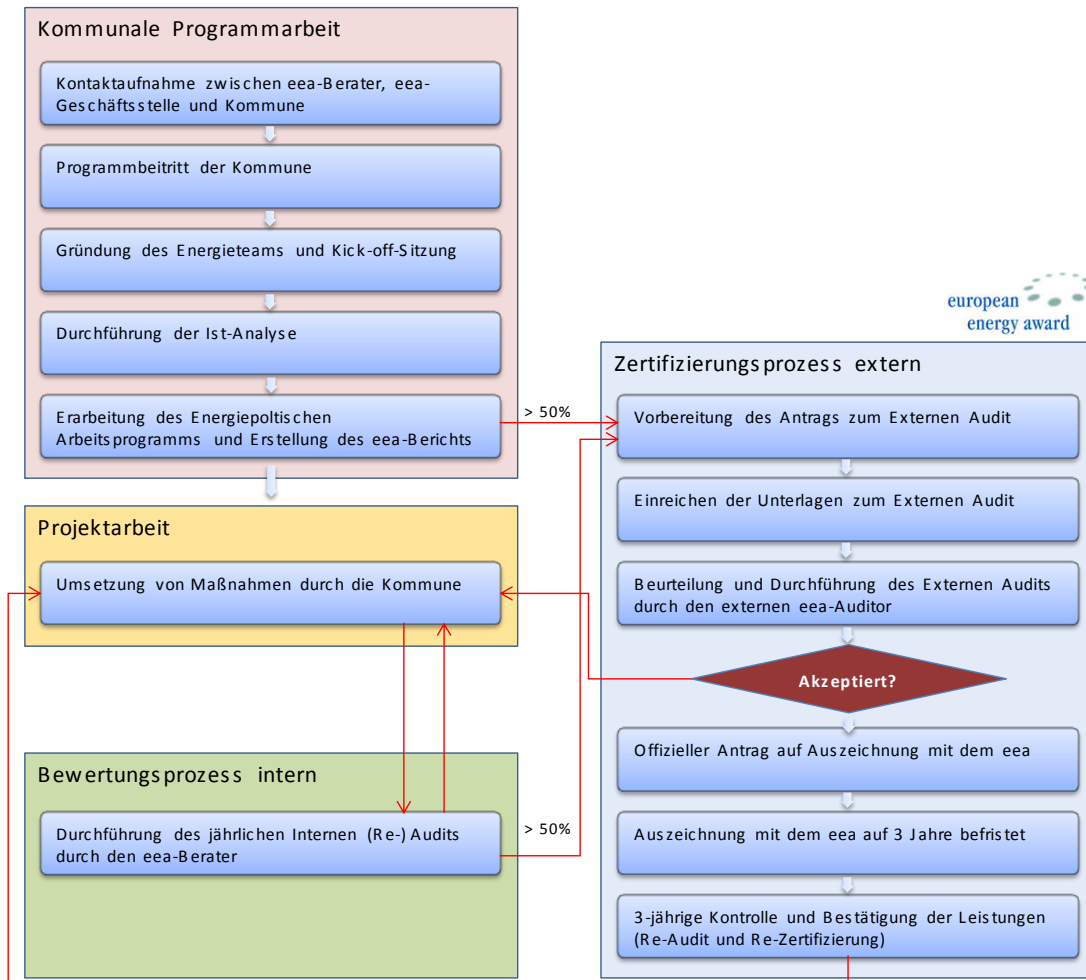 Kommunale Programmarbeit
Kontaktaufnahme zwischen eea-Berater, eea-
Geschäftsstelle und Kommune
Programmbeitritt der Kommune
Gründung des Energieteams und Kick-off-Sitzung
Durchführung der Ist-Analyse
Erarbeitung des Energiepoltischen
Arbeitsprogramms und Erstellung des eea-Berichts
> 50%
Projektarbeit
Umsetzung von Maßnahmen durch die Kommune
Bewertungsprozess intern
Durchführung des jährlichen Internen (Re-) Audits
durch den eea-Berater
> 50%
european
energy award
Zertifizierungsprozess extern
Vorbereitung des Antrags zum Externen Audit
Einreichen der Unterlagen zum Externen Audit
Beurteilung und Durchführung des Externen Audits
durch den externen eea-Auditor
Akzeptiert?
Offizieller Antrag auf Auszeichnung mit dem eea
Auszeichnung mit dem eea auf 3 Jahre befristet
3-jährige Kontrolle und Bestätigung der Leistungen
(Re-Audit und Re-Zertifizierung)